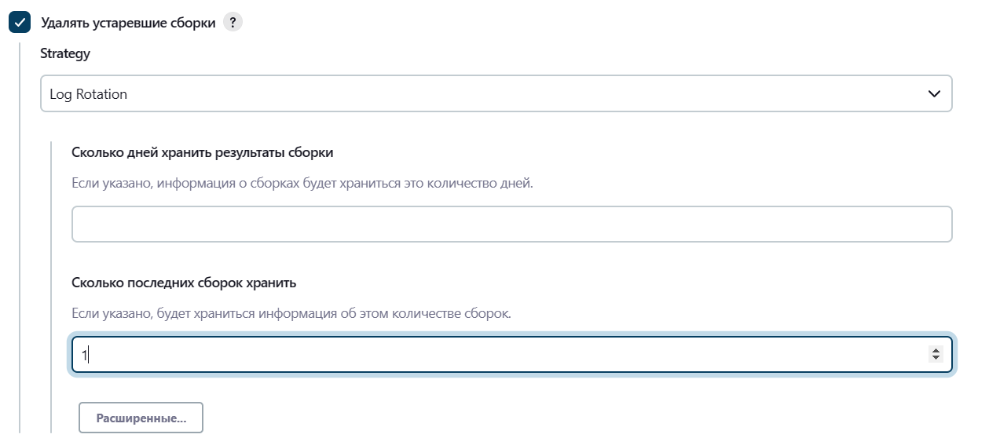 Удалять устаревшие сборки ?
Strategy
Log Rotation
Сколько дней хранить результаты сборки
Если указано, информация о сборках будет храниться это количество дней.
Сколько последних сборок хранить
Если указано, будет храниться информация об этом количестве сборок.
1
Расширенные...